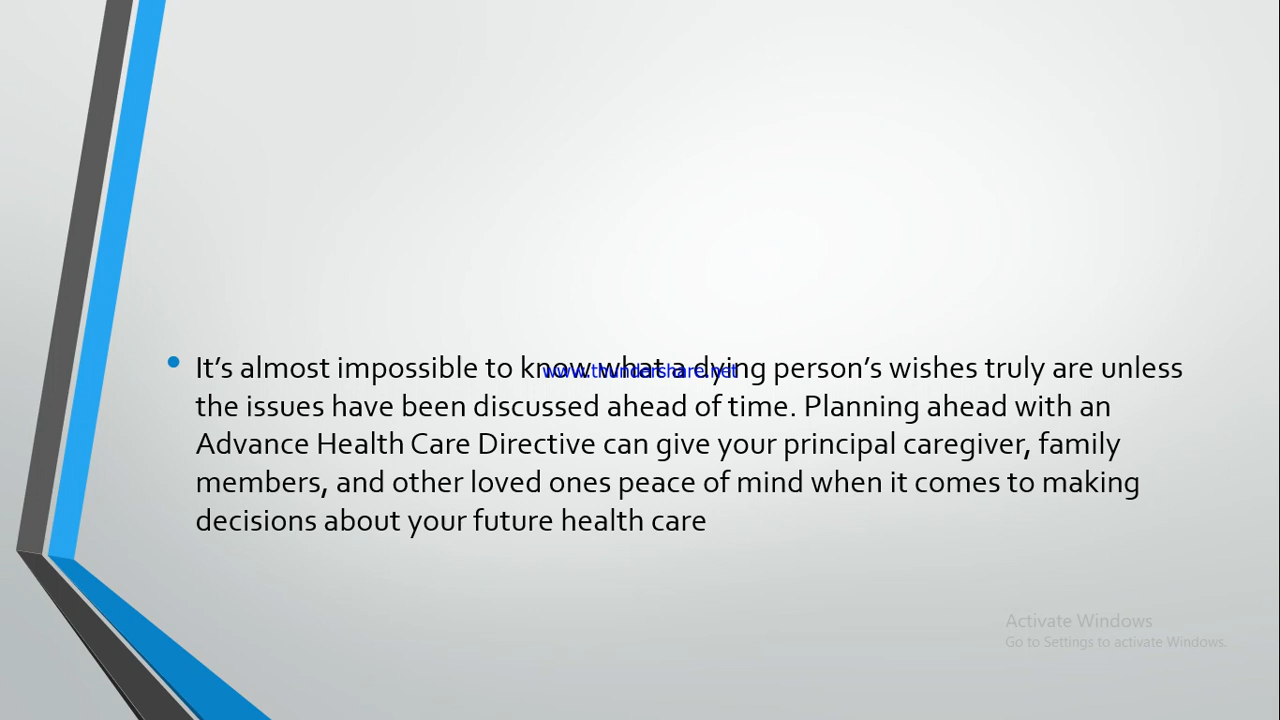 It’s almost impossible to know what a dying person’s wishes truly are unless
www.thundershare.net
the issues have been discussed ahead of time. Planning ahead with an
Advance Health Care Directive can give your principal caregiver, family
members, and other loved ones peace of mind when it comes to making
decisions about your future health care
Activate Windows
Go to Settings to activate Windows.